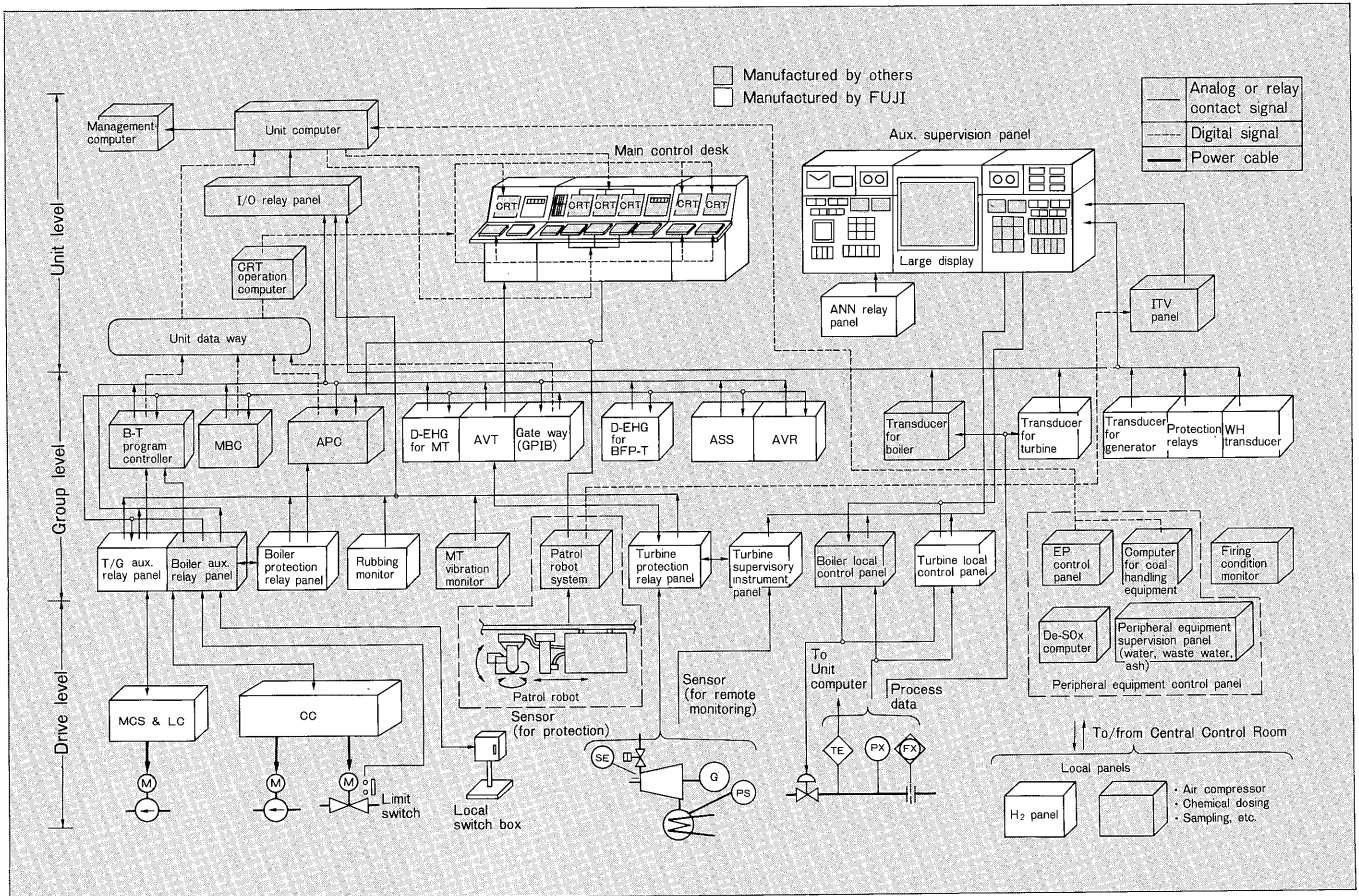 Manufactured by others
Manufactured by FUJI
Analog or relay
contact signal
Digital signal
Power cable
Unit level
Group level
Drive level
Management
computer
Unit computer
I/O relay panel
CRT
operation
computer
Unit data way
Main control desk
CRT
CRT
CRT
CRT
CRT
CRT
Aux. supervision panel
Large display
ANN relay
panel
ITV
panel
B-T
program
controller
MBC
APC
D-EHG
for MT
AVT
Gate way
(GPIB)
D-EHG
for
BFP-T
ASS
AVR
Transducer
for
boiler
Transducer
for
turbine
Transducer
for
generator
Protection
relays
WH
transducer
T/G aux.
relay panel
Boiler aux.
relay panel
Boiler
protection
relay panel
Rubbing
monitor
MT
vibration
monitor
Patrol
robot
system
Turbine
protection
relay panel
Turbine
supervisory
instrument
panel
Boiler local
control panel
Turbine local
control panel
EP
control
panel
Computer
for coal
handling
equipment
Firing
condition
monitor
De-SOx
computer
Peripheral equipment
supervision panel
(water, waste water,
ash)
Peripheral equipment control panel
Patrol robot
MCS & LC
CC
M
M
M
Limit
switch
Local
switch box
Sensor
(for protection)
Sensor
(for remote
monitoring)
SE
G
PS
To
Unit
computer
Process
data
TE
PX
FX
To/from Central Control Room
Local panels
H2 panel
· Air compressor
· Chemical dosing
· Sampling, etc.